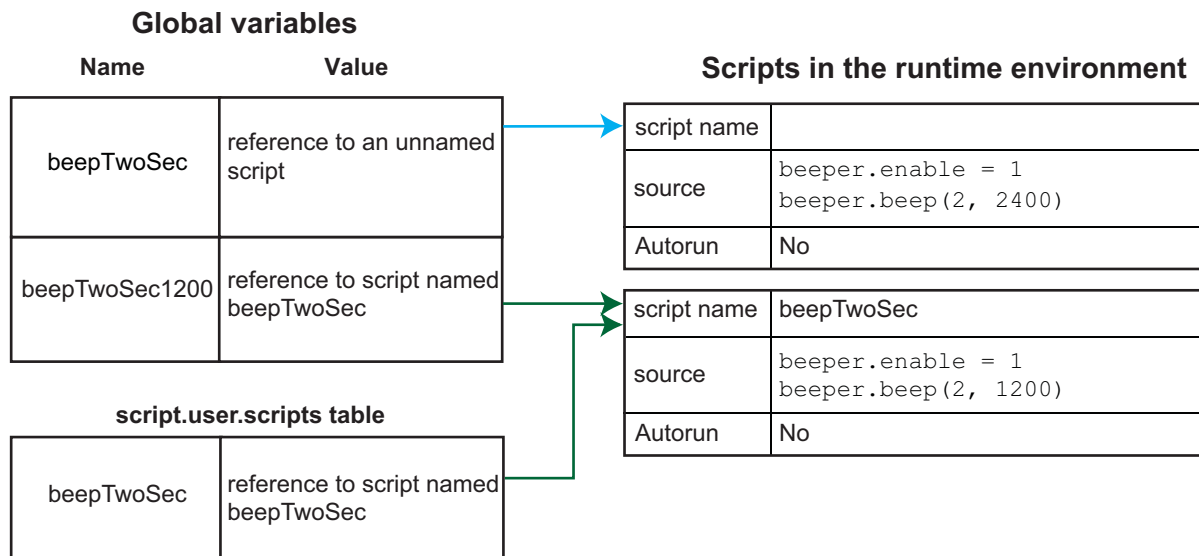 Global variables
Name Value
beepTwoSec
reference to an unnamed
script
beepTwoSec1200
reference to script named
beepTwoSec
script.user.scripts table
beepTwoSec
reference to script named
beepTwoSec
Scripts in the runtime environment
script name
source
beeper.enable = 1
beeper.beep(2, 2400)
Autorun No
script name beepTwoSec
source
beeper.enable = 1
beeper.beep(2, 1200)
Autorun No